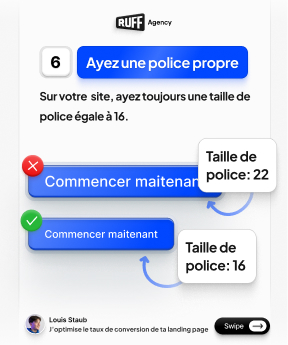 RUFF Agency
6 Ayez une police propre
Sur votre site, ayez toujours une taille de
police égale à 16.
Taille de
police: 22
Commencer maitenan
Commencer maitenant
Taille de
police: 16
Louis Staub
J'optimise le taux de conversion de ta landing page
Swipe